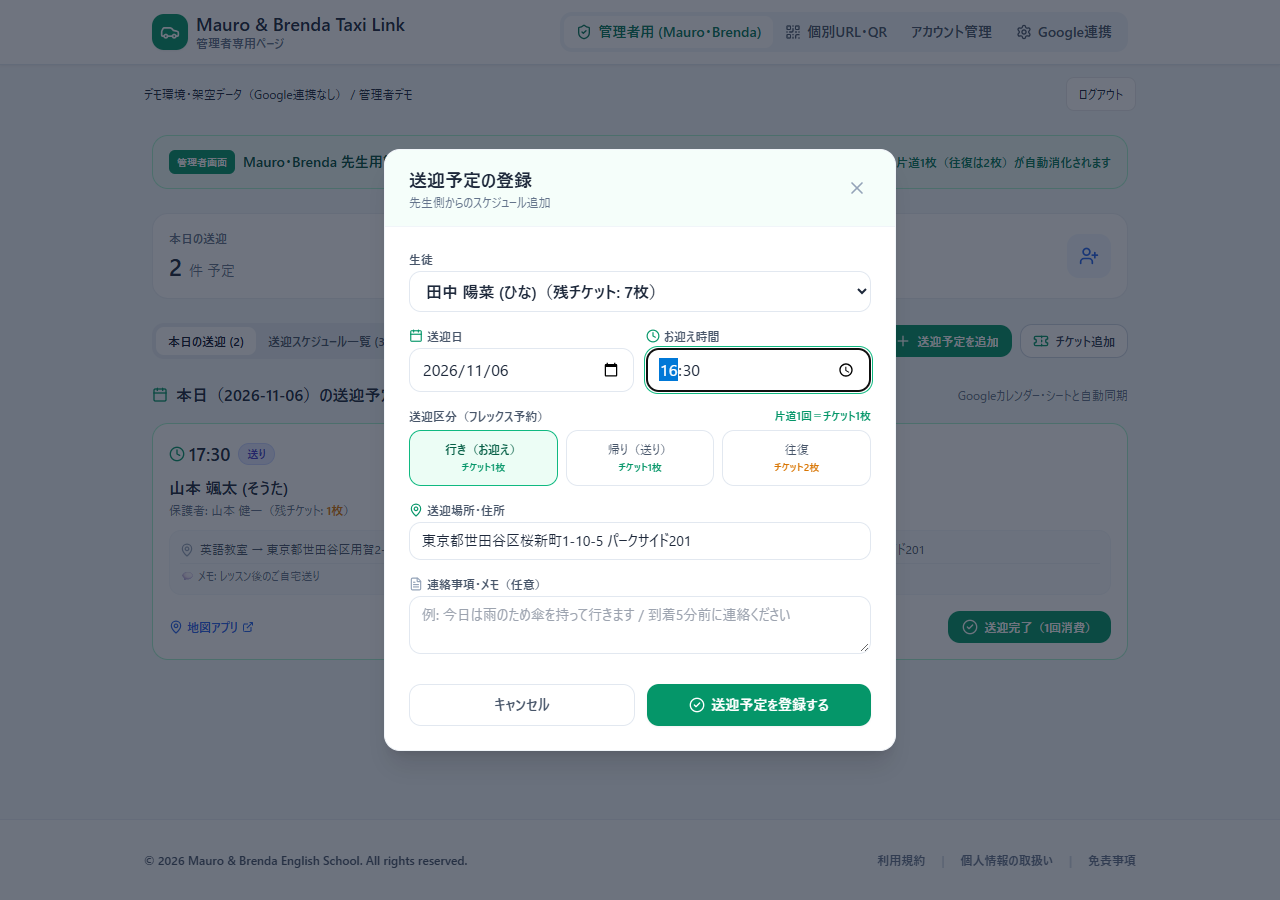 Mauro & Brenda Taxi Link
管理者専用ページ
管理者用 (Mauro・Brenda)
個別URL・QR
アカウント管理
Google連携
デモ環境・架空データ（Google連携なし） / 管理者デモ
ログアウト
管理者画面
Mauro・Brenda 先生用
片道1枚（往復は2枚）が自動消化されます
本日の送迎
2 件 予定
本日の送迎 (2)
送迎スケジュール一覧 (3
送迎予定を追加
チケット追加
本日（2026-11-06）の送迎予
Googleカレンダー・シートと自動同期
17:30 送り
山本 颯太 (そうた)
保護者: 山本 健一（残チケット: 1枚）
英語教室 → 東京都世田谷区用賀2-
ド201
メモ: レッスン後のご自宅送り
地図アプリ
送迎完了（1回消費）
送迎予定の登録
先生側からのスケジュール追加
生徒
田中 陽菜 (ひな)（残チケット: 7枚）
送迎日
お迎え時間
2026/11/06
16:30
送迎区分（フレックス予約）
片道1回＝チケット1枚
行き（お迎え）
チケット1枚
帰り（送り）
チケット1枚
往復
チケット2枚
送迎場所・住所
東京都世田谷区桜新町1-10-5 パークサイド201
連絡事項・メモ（任意）
例: 今日は雨のため傘を持って行きます / 到着5分前に連絡ください
キャンセル
送迎予定を登録する
© 2026 Mauro & Brenda English School. All rights reserved.
利用規約 | 個人情報の取扱い | 免責事項